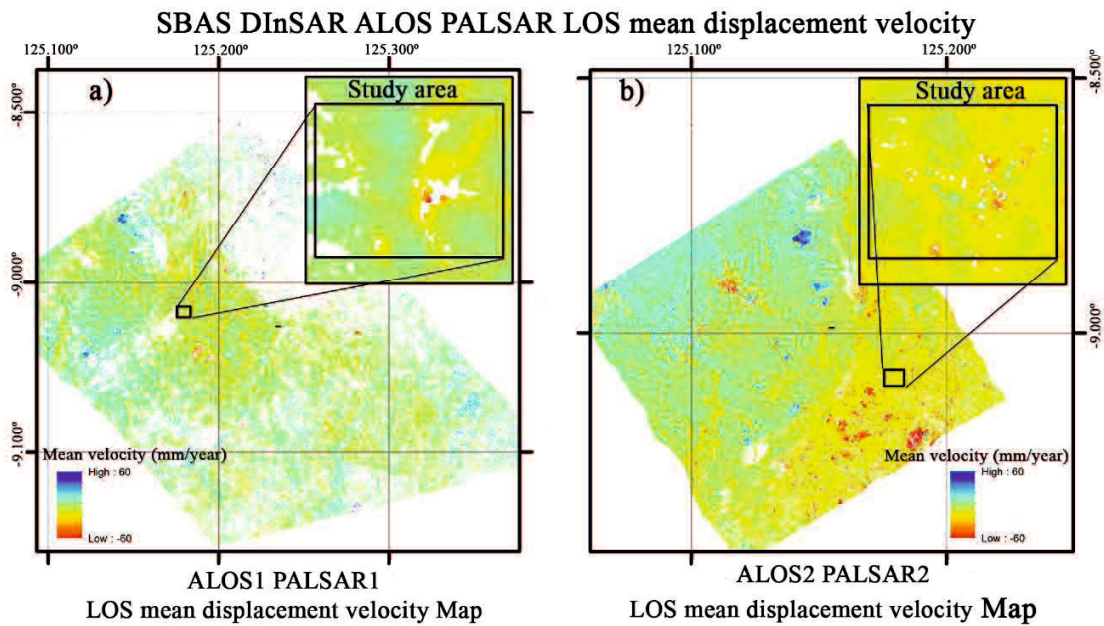 SBAS DInSAR ALOS PALSAR LOS mean displacement velocity
125.100° 125.200° 125.300°
-8.500°
-9.000°
-9.100°
a)
Study area
Mean velocity (mm/year)
High : 60
Low : -60
ALOS1 PALSAR1
LOS mean displacement velocity Map
125.100° 125.200°
-8.500°
-9.000°
b)
Study area
Mean velocity (mm/year)
High : 60
Low : -60
ALOS2 PALSAR2
LOS mean displacement velocity Map